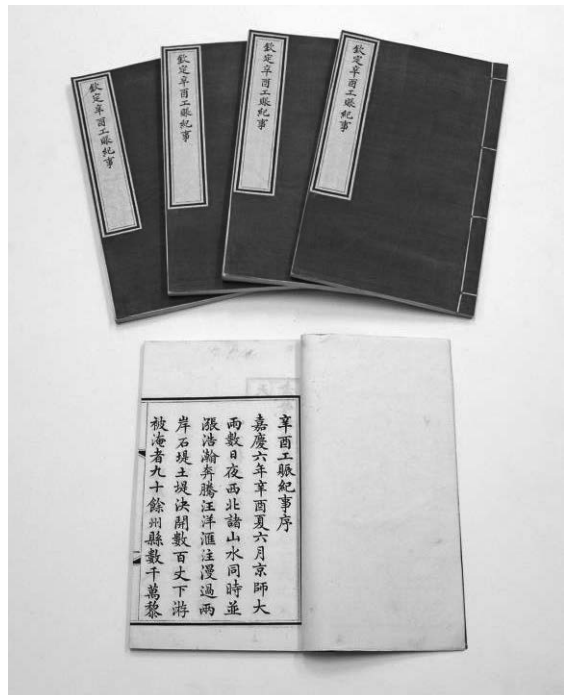 欽定辛酉工賑紀事
欽定辛酉工賑紀事
欽定辛酉工賑紀事
欽定辛酉工賑紀事
辛酉工賑紀事序
嘉慶六年辛酉夏六月京師大
雨數日夜西北諸山水同時並
漲浩瀚奔騰汪洋滙注漫過兩
岸石堤土堤決開數百丈下游
被淹者九十餘州縣數千萬黎